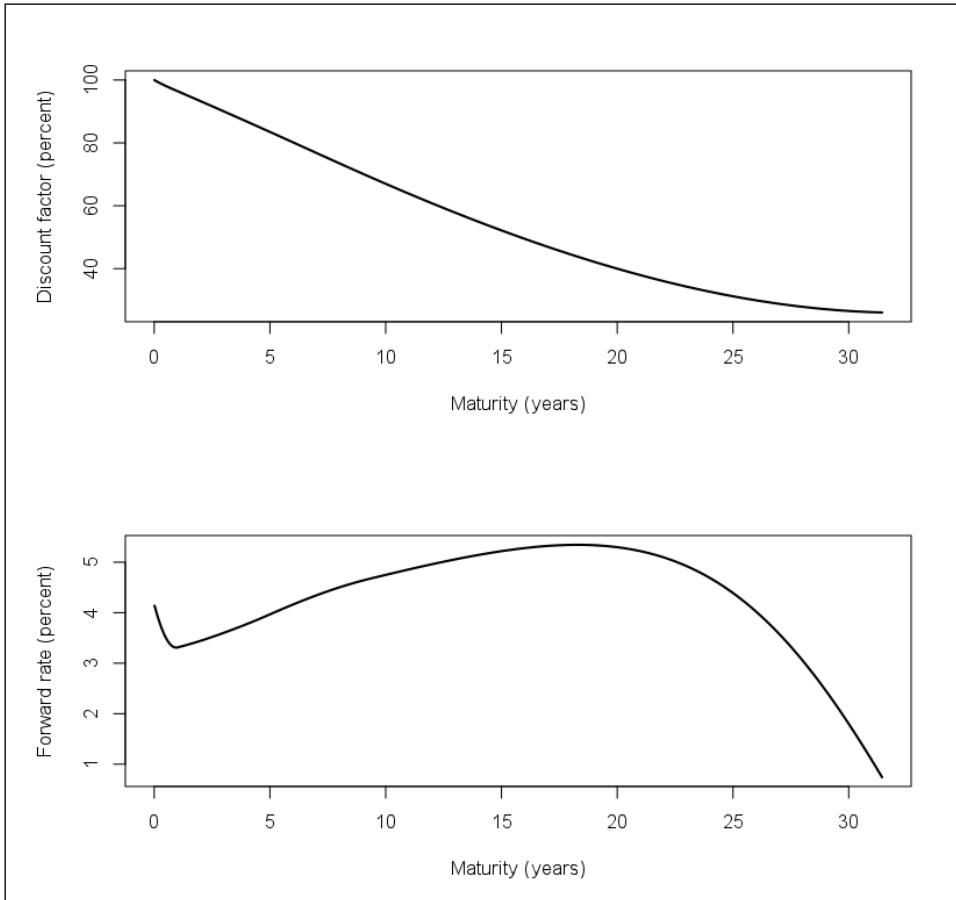 Discount factor (percent)
100
80
60
40
0 5 10 15 20 25 30
Maturity (years)
Forward rate (percent)
5
4
3
2
1
0 5 10 15 20 25 30
Maturity (years)